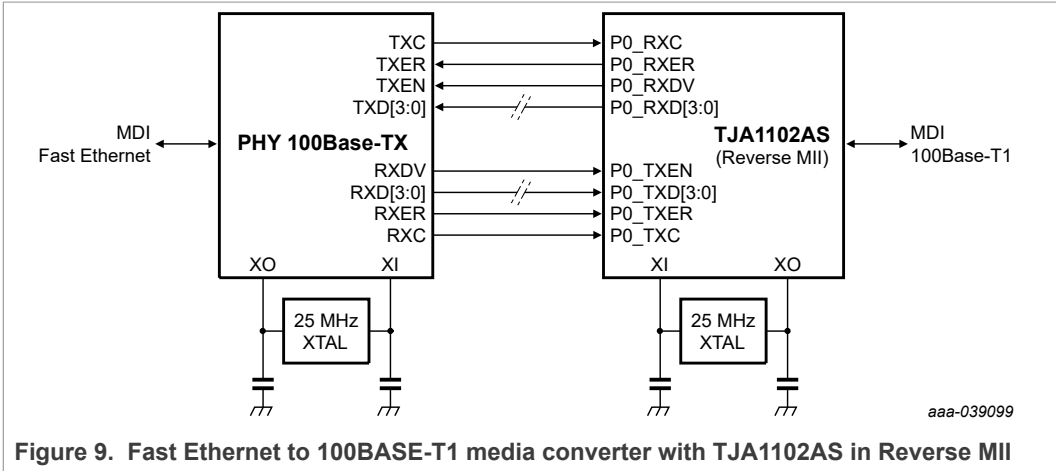 TXC
TXER
TXEN
TXD[3:0]
P0_RXC
P0_RXER
P0_RXDV
P0_RXD[3:0]
MDI
Fast Ethernet
PHY 100Base-TX
TJA1102AS
(Reverse MII)
MDI
100Base-T1
RXDV
RXD[3:0]
RXER
RXC
P0_TXEN
P0_TXD[3:0]
P0_TXER
P0_TXC
XO
XI
XI
XO
25 MHz
XTAL
25 MHz
XTAL
aaa-039099
Figure 9. Fast Ethernet to 100BASE-T1 media converter with TJA1102AS in Reverse MII